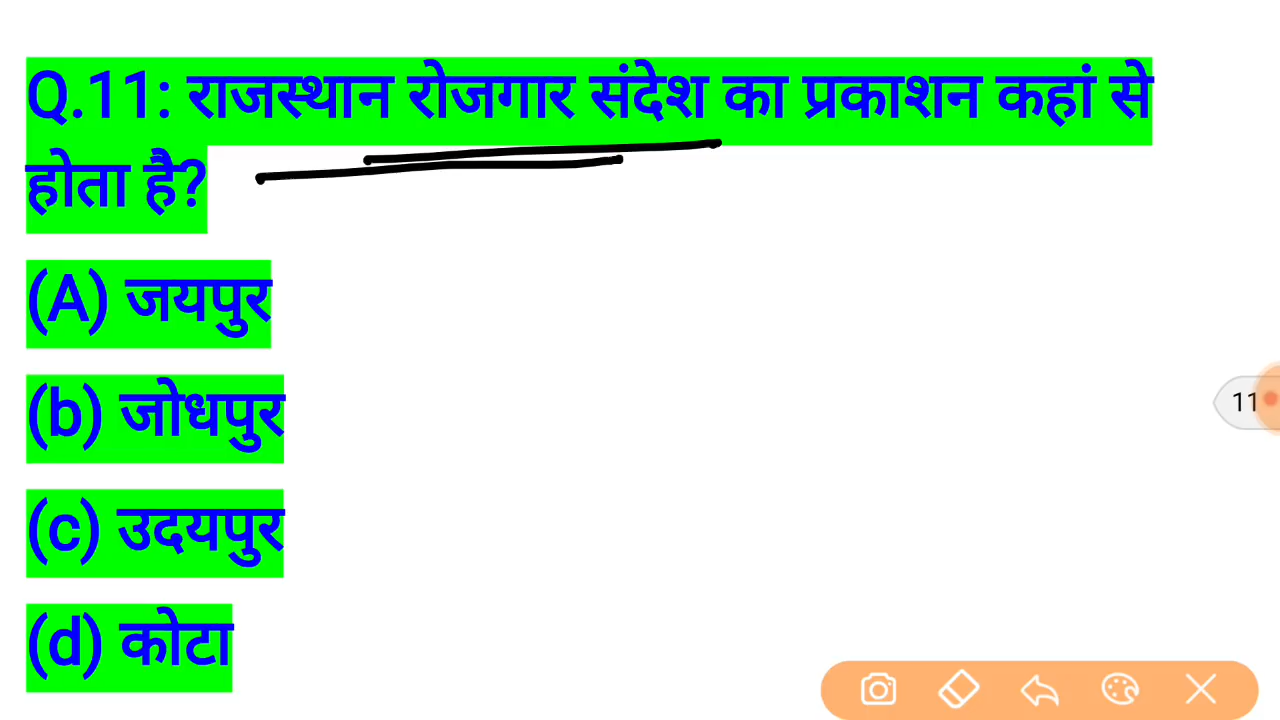 Q.11: राजस्थान रोजगार संदेश का प्रकाशन कहां से
होता है?
(A) जयपुर
(b) जोधपुर
(c) उदयपुर
(d) कोटा
11